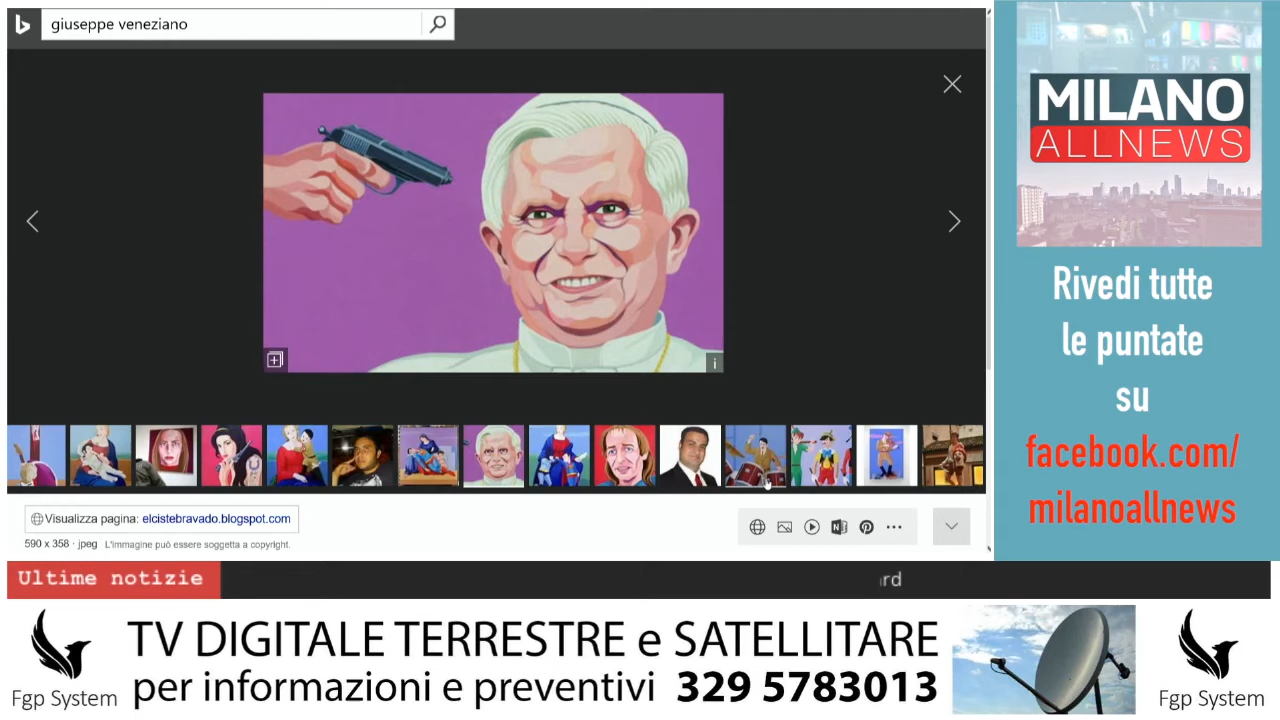 giuseppe veneziano
MILANO
ALLNEWS
Rivedi tutte
le puntate
su
facebook.com/
milanoallnews
Visualizza pagina: elcistebravado.blogspot.com
590 x 358 · jpeg L'immagine può essere soggetta a copyright.
Ultime notizie
rd
TV DIGITALE TERRESTRE e SATELLITARE
per informazioni e preventivi 329 5783013
Fgp System
Fgp System